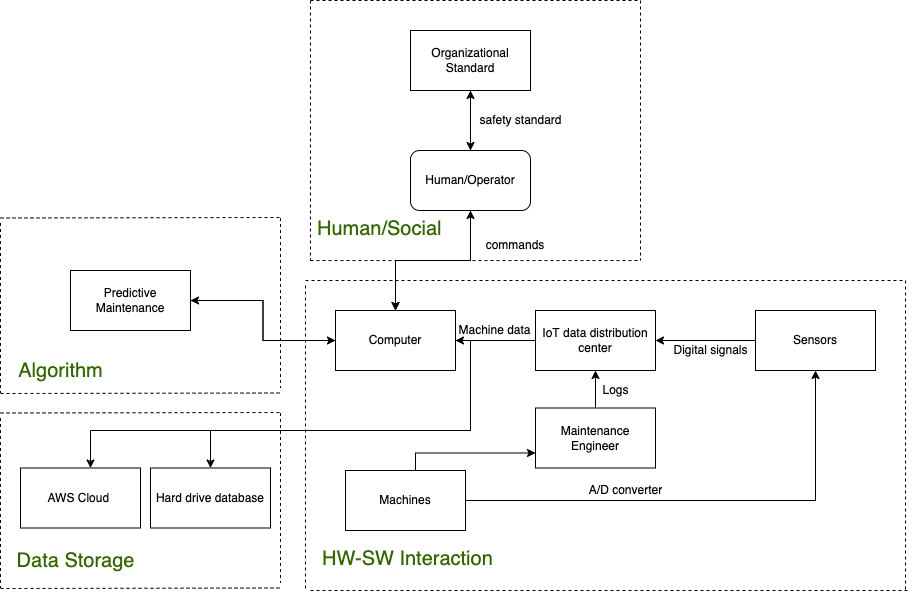 Organizational
Standard
safety standard
Human/Operator
Human/Social
commands
Predictive
Maintenance
Algorithm
Computer
Machine data
IoT data distribution
center
Digital signals
Sensors
Logs
Maintenance
Engineer
AWS Cloud
Hard drive database
Data Storage
Machines
A/D converter
HW-SW Interaction